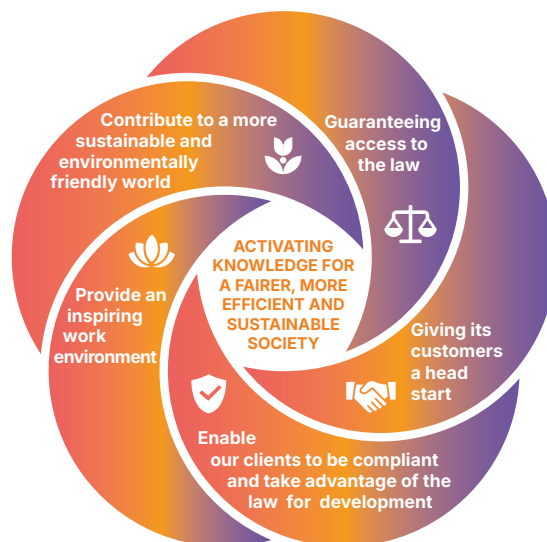 Contribute to a more
sustainable and
environmentally
friendly world
Guaranteeing
access to
the law
ACTIVATING
KNOWLEDGE FOR
A FAIRER, MORE
EFFICIENT AND
SUSTAINABLE
SOCIETY
Provide an
inspiring
work
environment
Giving its
customers
a head
start
Enable
our clients to be compliant
and take advantage of the
law for development